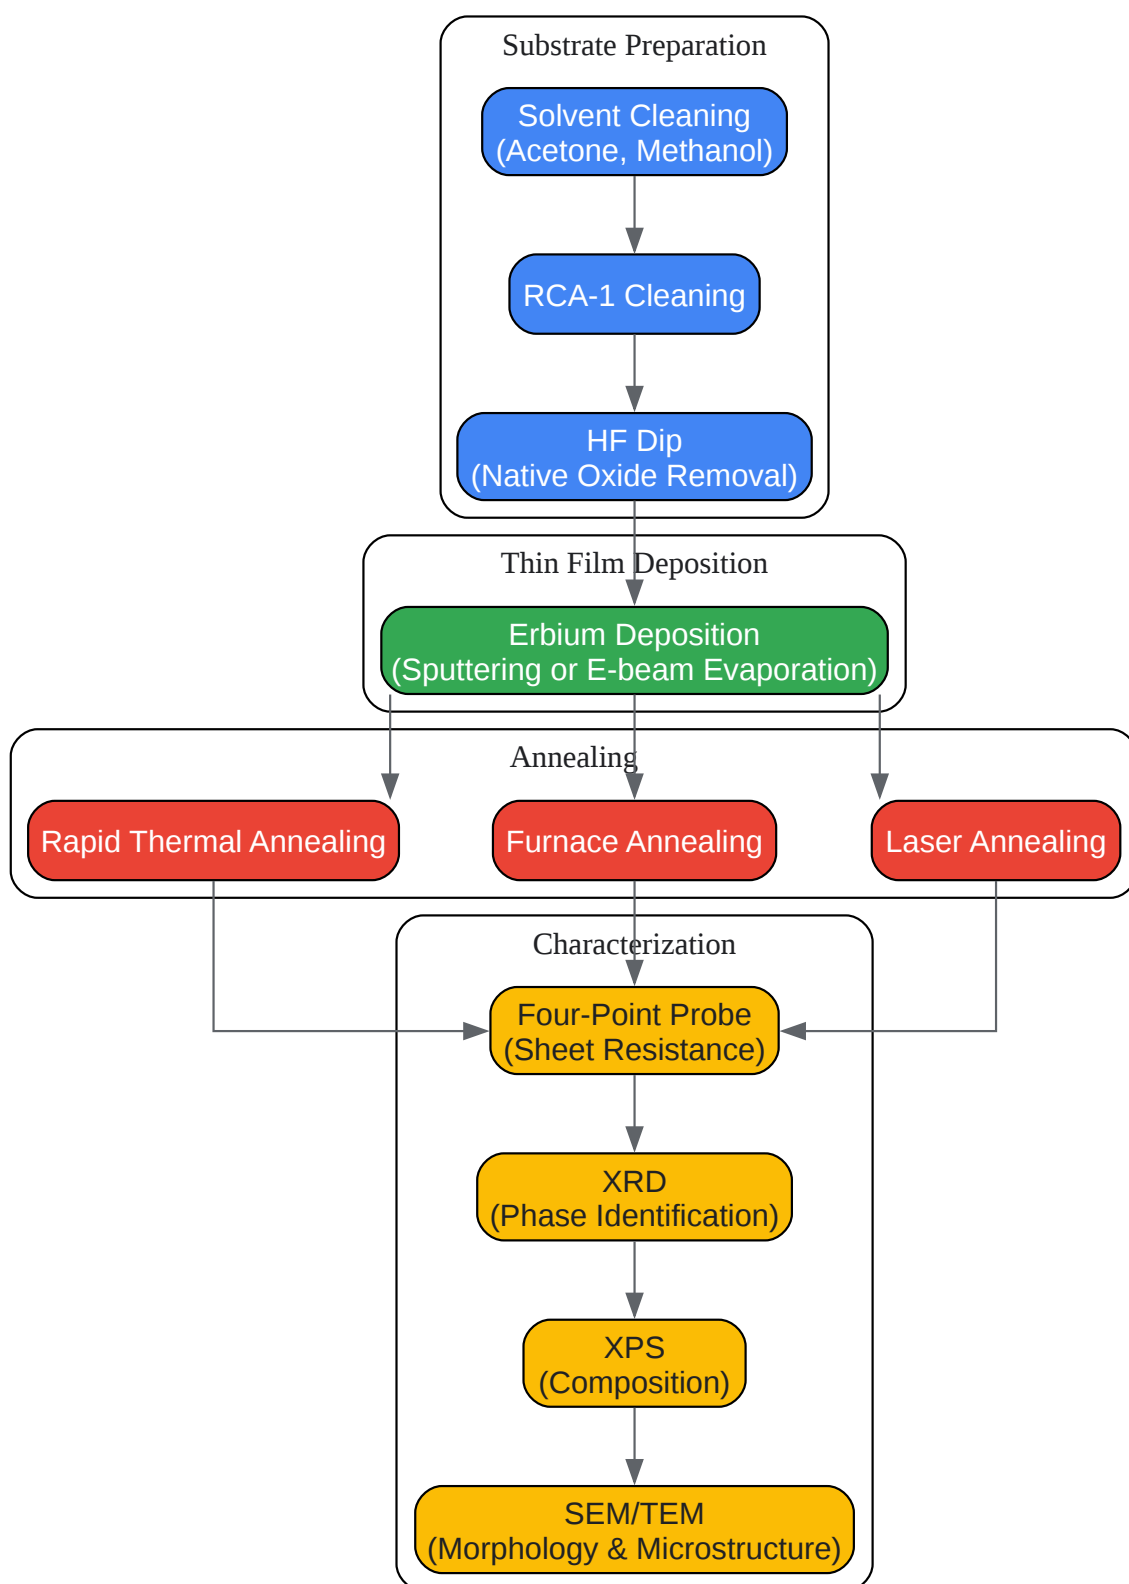 Substrate Preparation
Solvent Cleaning
(Acetone, Methanol)
RCA-1 Cleaning
HF Dip
(Native Oxide Removal)
Thin Film Deposition
Erbium Deposition
(Sputtering or E-beam Evaporation)
Annealing
Rapid Thermal Annealing
Furnace Annealing
Laser Annealing
Characterization
Four-Point Probe
(Sheet Resistance)
XRD
(Phase Identification)
XPS
(Composition)
SEM/TEM
(Morphology & Microstructure)